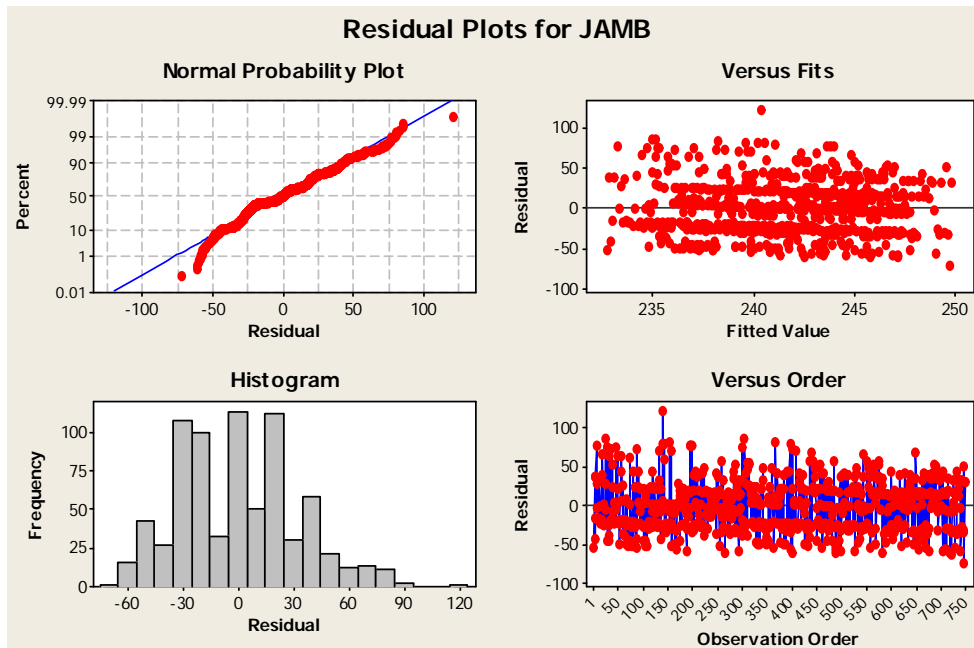 Residual Plots for JAMB
Normal Probability Plot
Percent
99.99
99
90
50
10
1
0.01
-100 -50 0 50 100
Residual
Versus Fits
Residual
100
50
0
-50
-100
235 240 245 250
Fitted Value
Histogram
Frequency
100
75
50
25
0
-60 -30 0 30 60 90 120
Residual
Versus Order
Residual
100
50
0
-50
-100
1 50 100 150 200 250 300 350 400 450 500 550 600 650 700 750
Observation Order